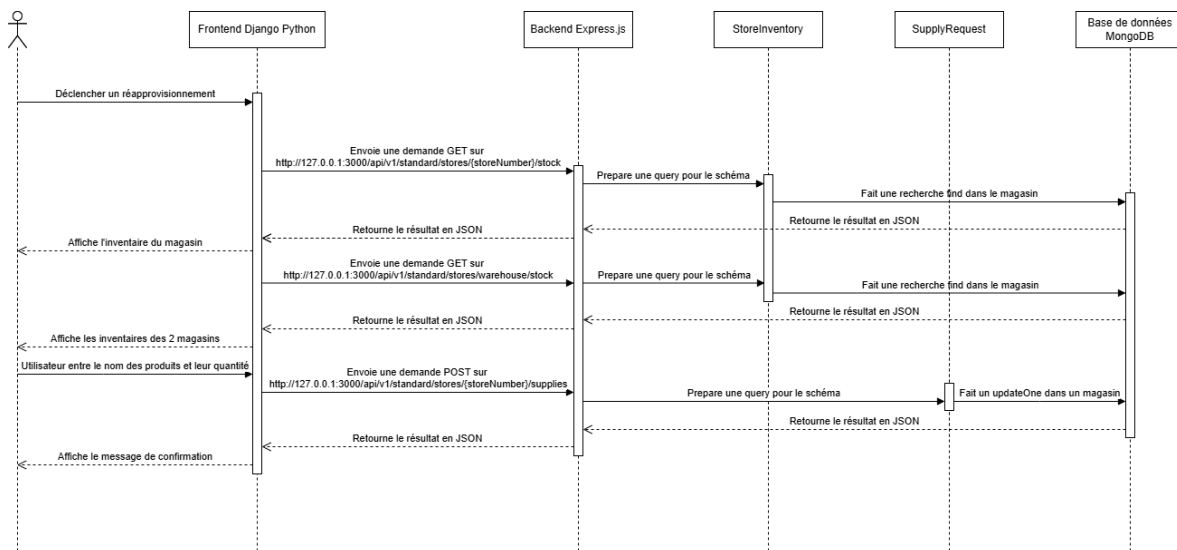 Frontend Django Python
Backend Express.js
StoreInventory
SupplyRequest
Base de données
MongoDB
Déclencher un réapprovisionnement
Envoie une demande GET sur
http://127.0.0.1:3000/api/v1/standard/stores/{storeNumber}/stock
Prepare une query pour le schéma
Fait une recherche find dans le magasin
Retourne le résultat en JSON
Retourne le résultat en JSON
Affiche l'inventaire du magasin
Envoie une demande GET sur
http://127.0.0.1:3000/api/v1/standard/stores/warehouse/stock
Prepare une query pour le schéma
Fait une recherche find dans le magasin
Retourne le résultat en JSON
Retourne le résultat en JSON
Affiche les inventaires des 2 magasins
Utilisateur entre le nom des produits et leur quantité
Envoie une demande POST sur
http://127.0.0.1:3000/api/v1/standard/stores/{storeNumber}/supplies
Prepare une query pour le schéma
Fait un updateOne dans un magasin
Retourne le résultat en JSON
Retourne le résultat en JSON
Affiche le message de confirmation